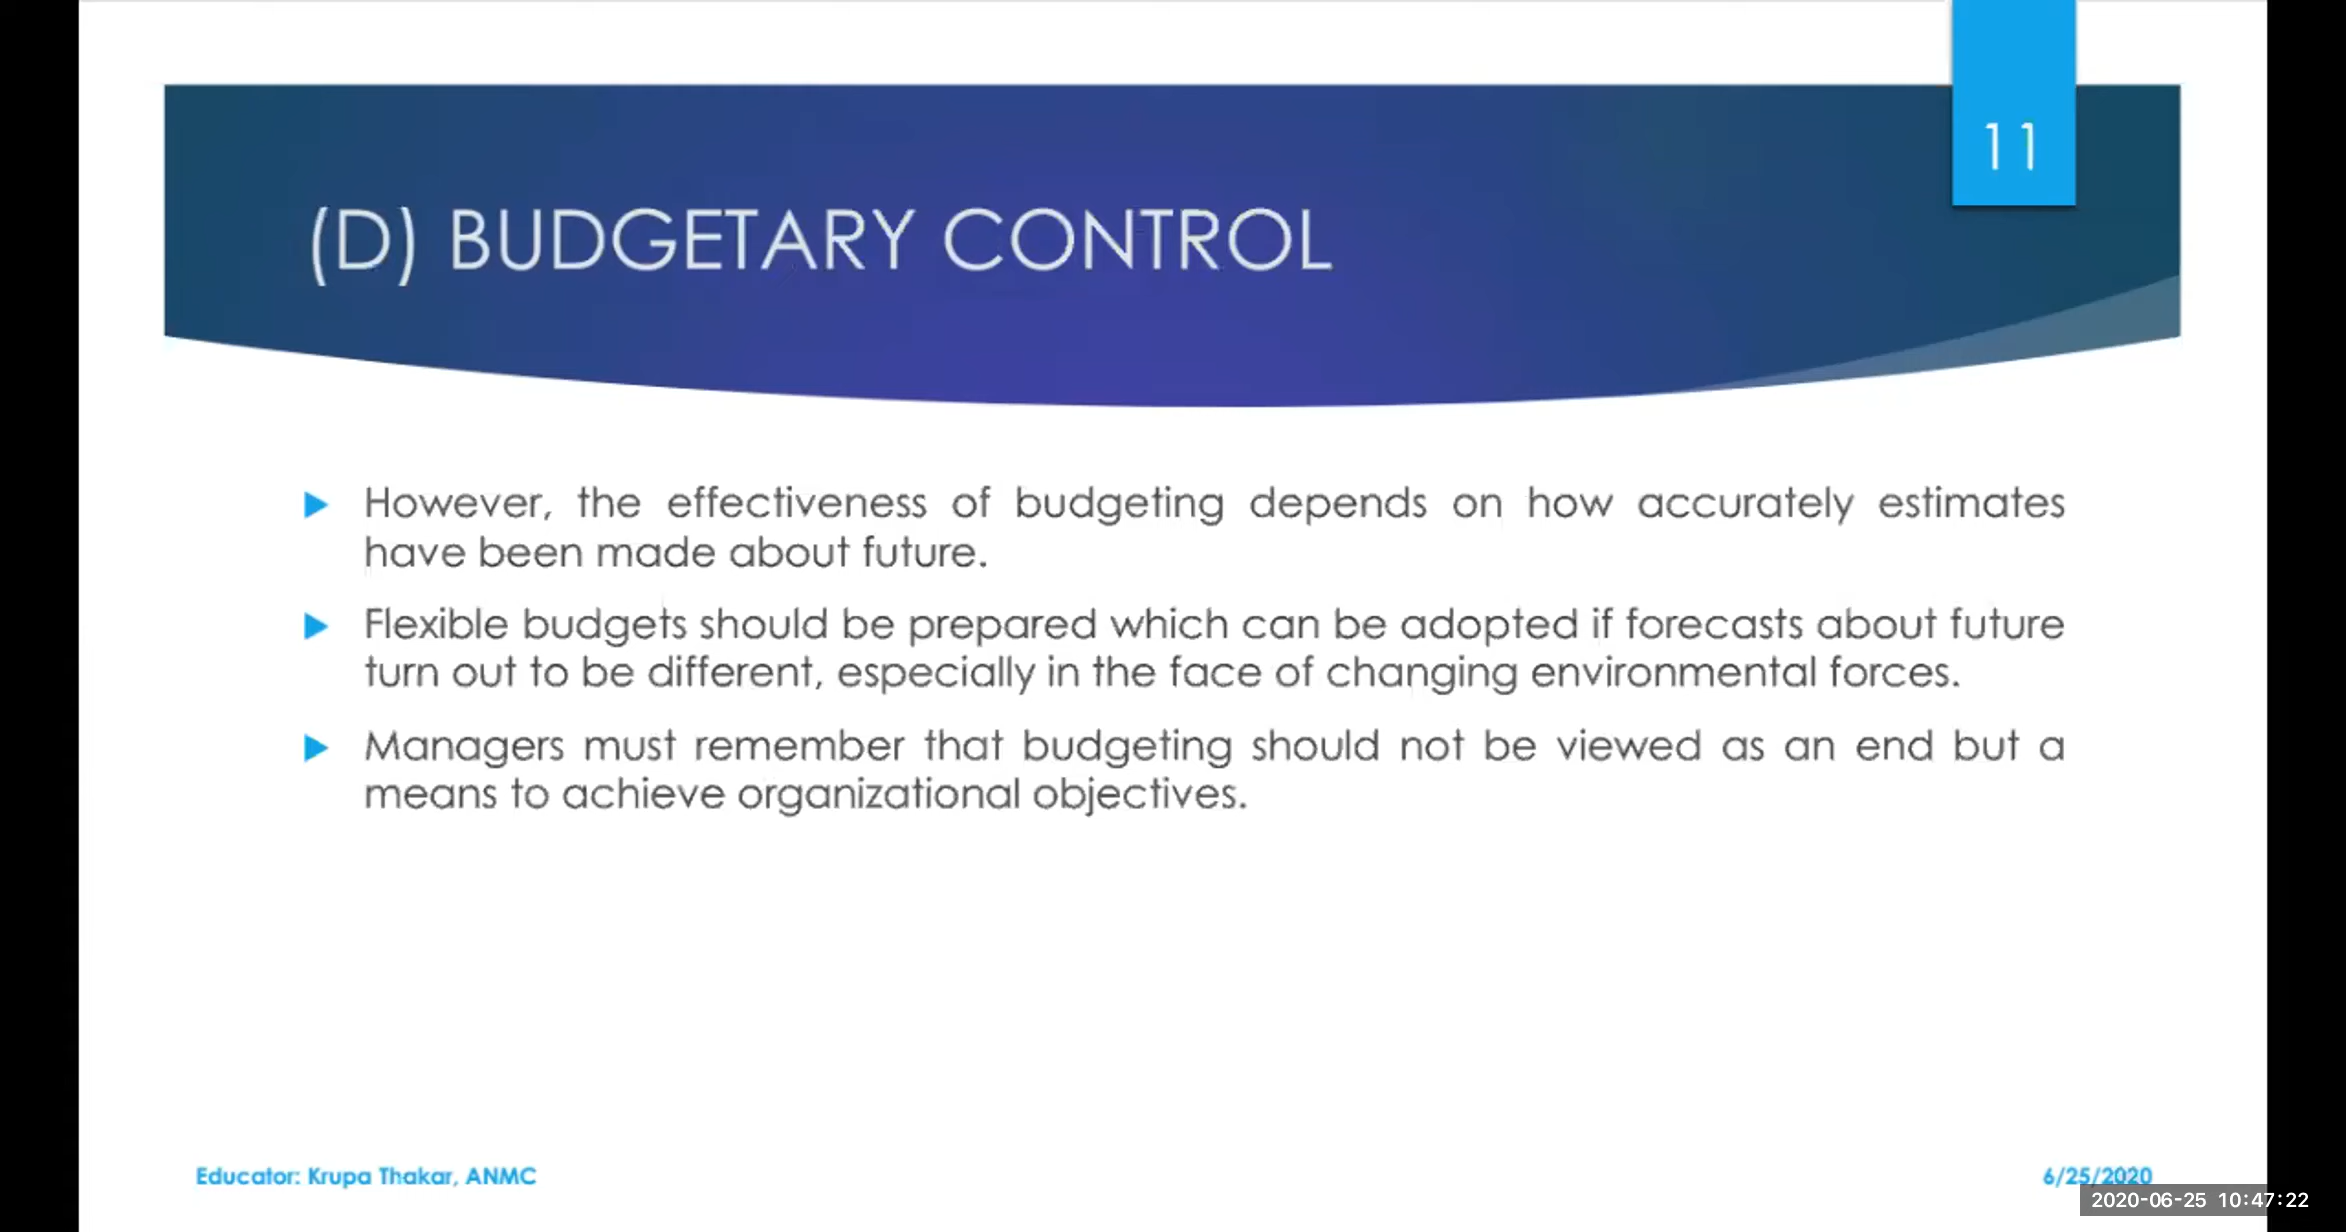 11
(D) BUDGETARY CONTROL
However, the effectiveness of budgeting depends on how accurately estimates
have been made about future.
Flexible budgets should be prepared which can be adopted if forecasts about future
turn out to be different, especially in the face of changing environmental forces.
Managers must remember that budgeting should not be viewed as an end but a
means to achieve organizational objectives.
Educator: Krupa Thakar, ANMC
6/25/2020
2020-06-25 10:47:22